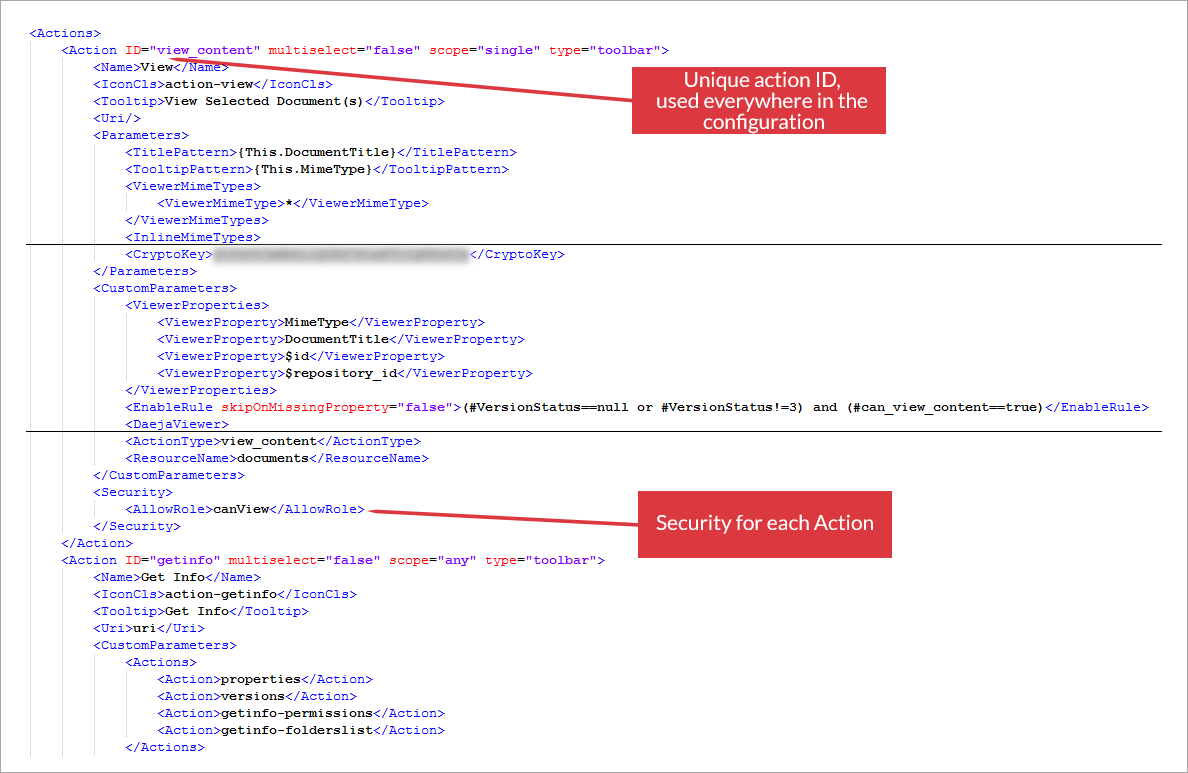 <Actions>
<Action ID="view_content" multiselect="false" scope="single" type="toolbar">
<Name>View</Name>
<IconCls>action-view</IconCls>
<Tooltip>View Selected Document(s)</Tooltip>
<Uri/>
<Parameters>
<TitlePattern>{This.DocumentTitle}</TitlePattern>
<TooltipPattern>{This.MimeType}</TooltipPattern>
<ViewerMimeTypes>
<ViewerMimeType>*</ViewerMimeType>
</ViewerMimeTypes>
<InlineMimeTypes>
<CryptoKey></CryptoKey>
</Parameters>
<CustomParameters>
<ViewerProperties>
<ViewerProperty>MimeType</ViewerProperty>
<ViewerProperty>DocumentTitle</ViewerProperty>
<ViewerProperty>$id</ViewerProperty>
<ViewerProperty>$repository_id</ViewerProperty>
</ViewerProperties>
<EnableRule skipOnMissingProperty="false">(#VersionStatus==null or #VersionStatus!=3) and (#can_view_content==true)</EnableRule>
<DaejaViewer>
<ActionType>view_content</ActionType>
<ResourceName>documents</ResourceName>
</CustomParameters>
<Security>
<AllowRole>canView</AllowRole>
</Security>
</Action>
<Action ID="getinfo" multiselect="false" scope="any" type="toolbar">
<Name>Get Info</Name>
<IconCls>action-getinfo</IconCls>
<Tooltip>Get Info</Tooltip>
<Uri>uri</Uri>
<CustomParameters>
<Actions>
<Action>properties</Action>
<Action>versions</Action>
<Action>getinfo-permissions</Action>
<Action>getinfo-folderslist</Action>
</Actions>
Unique action ID,
used everywhere in the
configuration
Security for each Action